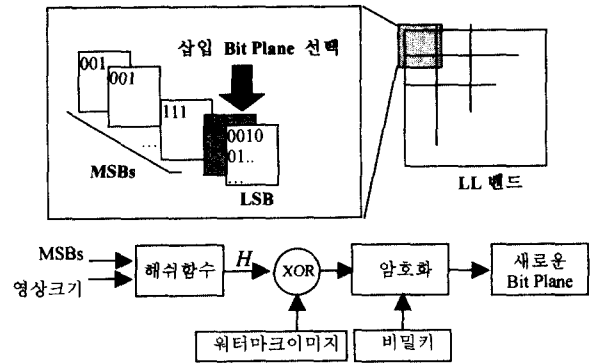 삽입 Bit Plane 선택
001
001
111
0010
01..
...
...
MSBs
LSB
LL 밴드
MSBs
영상크기
해쉬함수
H
XOR
암호화
새로운
Bit Plane
워터마크이미지
비밀키